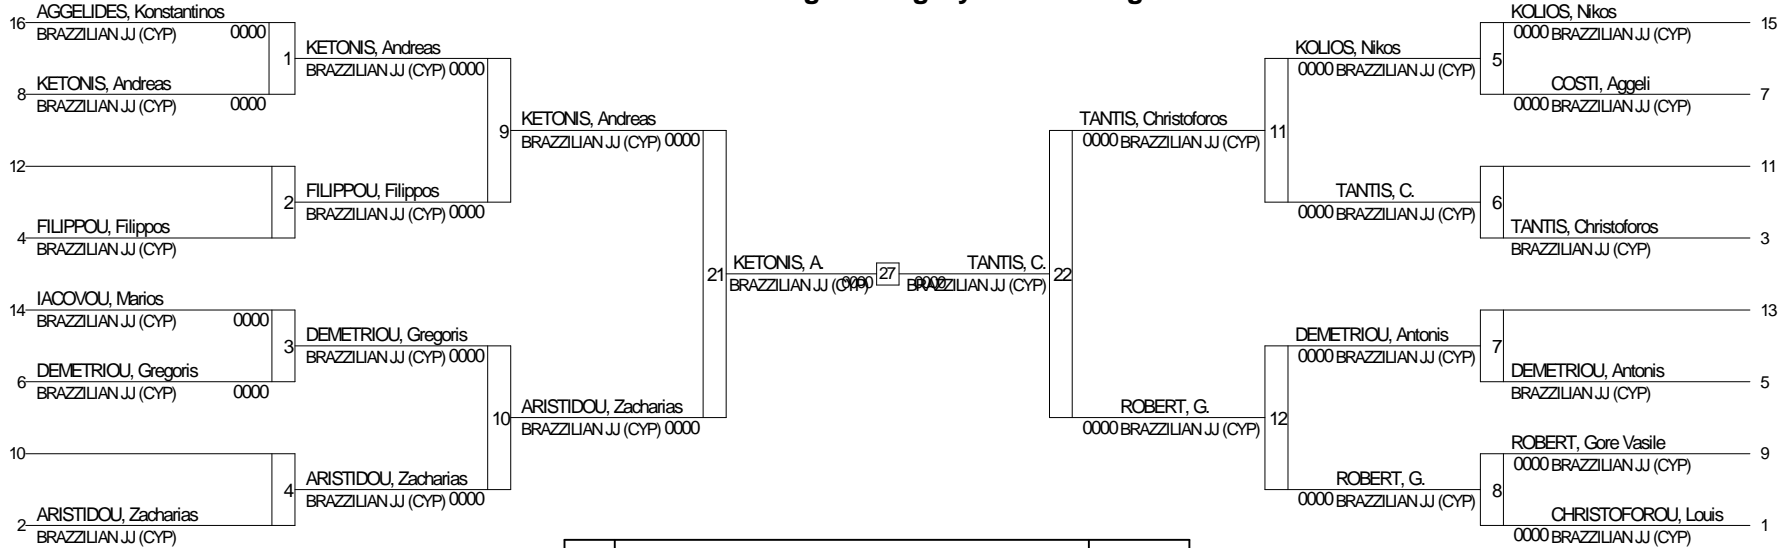 16 AGGELIDES, Konstantinos
BRAZZILIAN JJ (CYP) 0000
1
8 KETONIS, Andreas
BRAZZILIAN JJ (CYP) 0000
12
2
4 FILIPPOU, Filippos
BRAZZILIAN JJ (CYP)
14 IACOVOU, Marios
BRAZZILIAN JJ (CYP) 0000
3
6 DEMETRIOU, Gregoris
BRAZZILIAN JJ (CYP) 0000
10
4
2 ARISTIDOU, Zacharias
BRAZZILIAN JJ (CYP)
KETONIS, Andreas
BRAZZILIAN JJ (CYP) 0000
9
FILIPPOU, Filippos
BRAZZILIAN JJ (CYP) 0000
DEMETRIOU, Gregoris
BRAZZILIAN JJ (CYP) 0000
10
ARISTIDOU, Zacharias
BRAZZILIAN JJ (CYP) 0000
KETONIS, Andreas
BRAZZILIAN JJ (CYP) 0000
21
ARISTIDOU, Zacharias
BRAZZILIAN JJ (CYP) 0000
KETONIS, A.
BRAZZILIAN JJ (CYP) 0000
27
TANTIS, C.
0000 BRAZZILIAN JJ (CYP)
TANTIS, Christoforos
0000 BRAZZILIAN JJ (CYP)
22
ROBERT, G.
0000 BRAZZILIAN JJ (CYP)
KOLIOS, Nikos
0000 BRAZZILIAN JJ (CYP)
11
TANTIS, C.
0000 BRAZZILIAN JJ (CYP)
DEMETRIOU, Antonis
0000 BRAZZILIAN JJ (CYP)
12
ROBERT, G.
0000 BRAZZILIAN JJ (CYP)
KOLIOS, Nikos 15
0000 BRAZZILIAN JJ (CYP)
5
COSTI, Aggeli 7
0000 BRAZZILIAN JJ (CYP)
11
6
TANTIS, Christoforos 3
BRAZZILIAN JJ (CYP)
13
7
DEMETRIOU, Antonis 5
BRAZZILIAN JJ (CYP)
ROBERT, Gore Vasile 9
0000 BRAZZILIAN JJ (CYP)
8
CHRISTOFOROU, Louis 1
0000 BRAZZILIAN JJ (CYP)